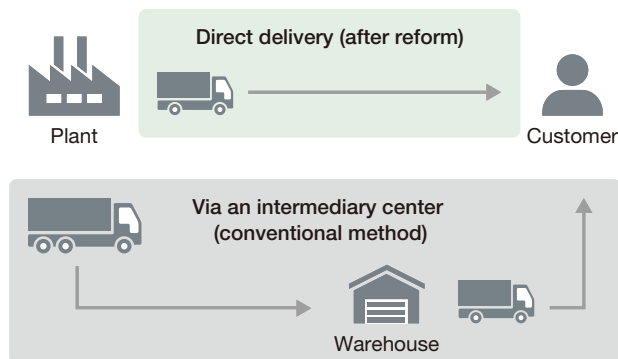 Direct delivery (after reform)
Plant
Customer
Via an intermediary center
(conventional method)
Warehouse